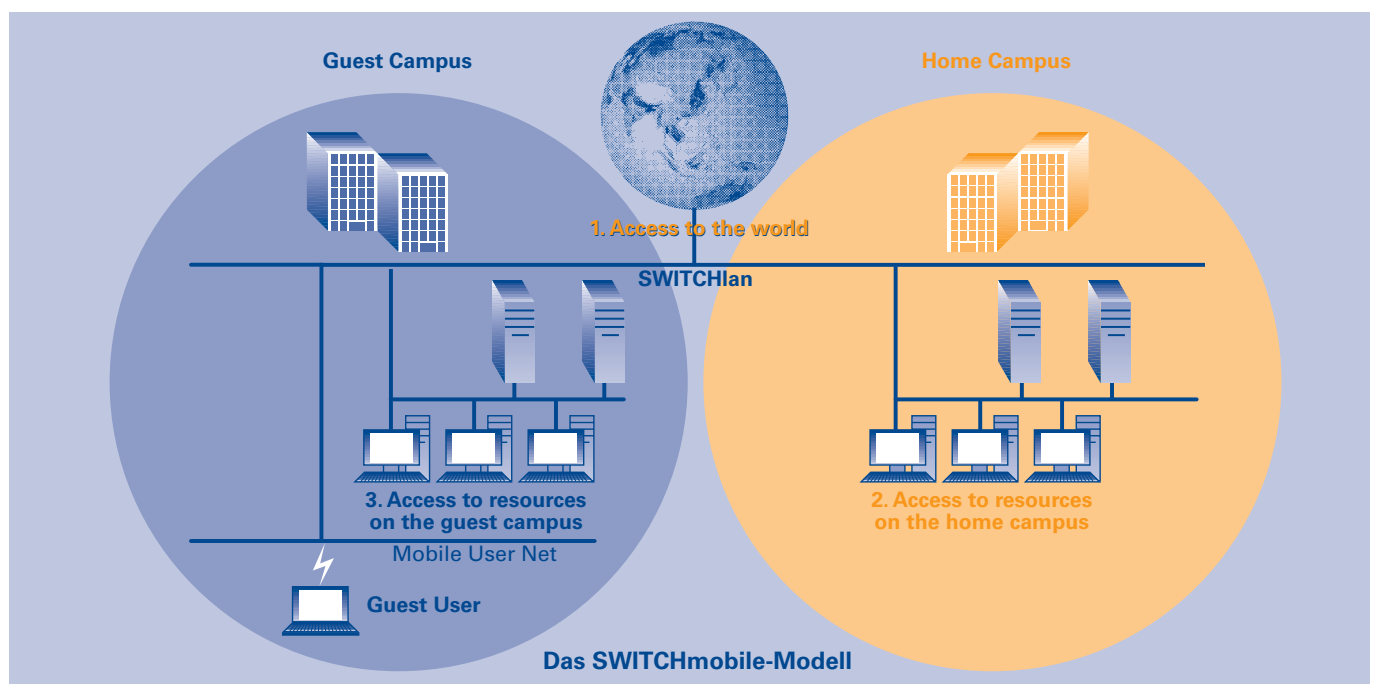 Guest Campus
Home Campus
1. Access to the world
SWITCHlan
3. Access to resources
on the guest campus
2. Access to resources
on the home campus
Mobile User Net
Guest User
Das SWITCHmobile-Modell